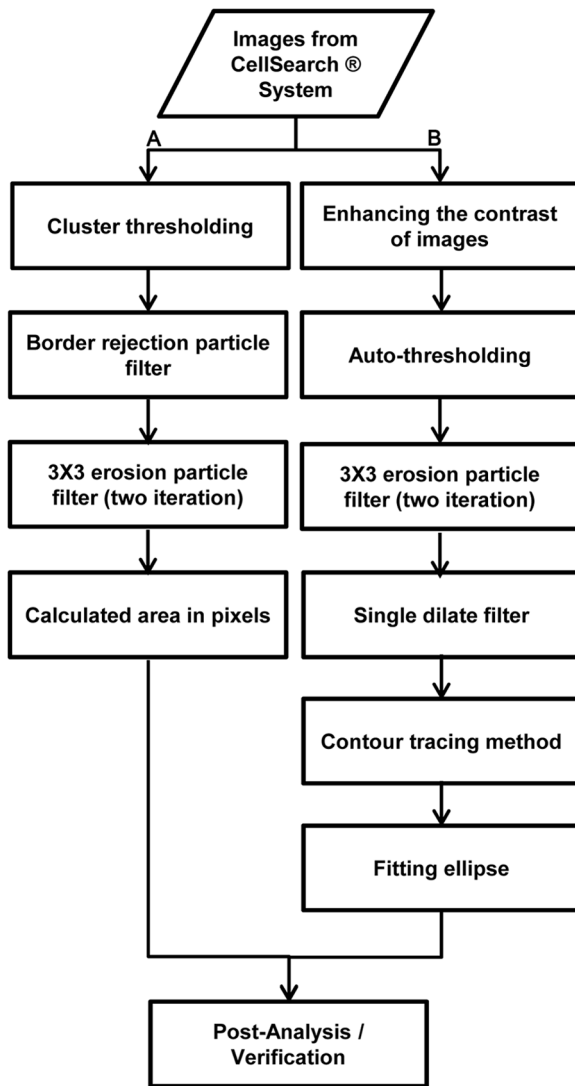 Images from
CellSearch ®
System
A
B
Cluster thresholding
Enhancing the contrast
of images
Border rejection particle
filter
Auto-thresholding
3X3 erosion particle
filter (two iteration)
3X3 erosion particle
filter (two iteration)
Calculated area in pixels
Single dilate filter
Contour tracing method
Fitting ellipse
Post-Analysis /
Verification